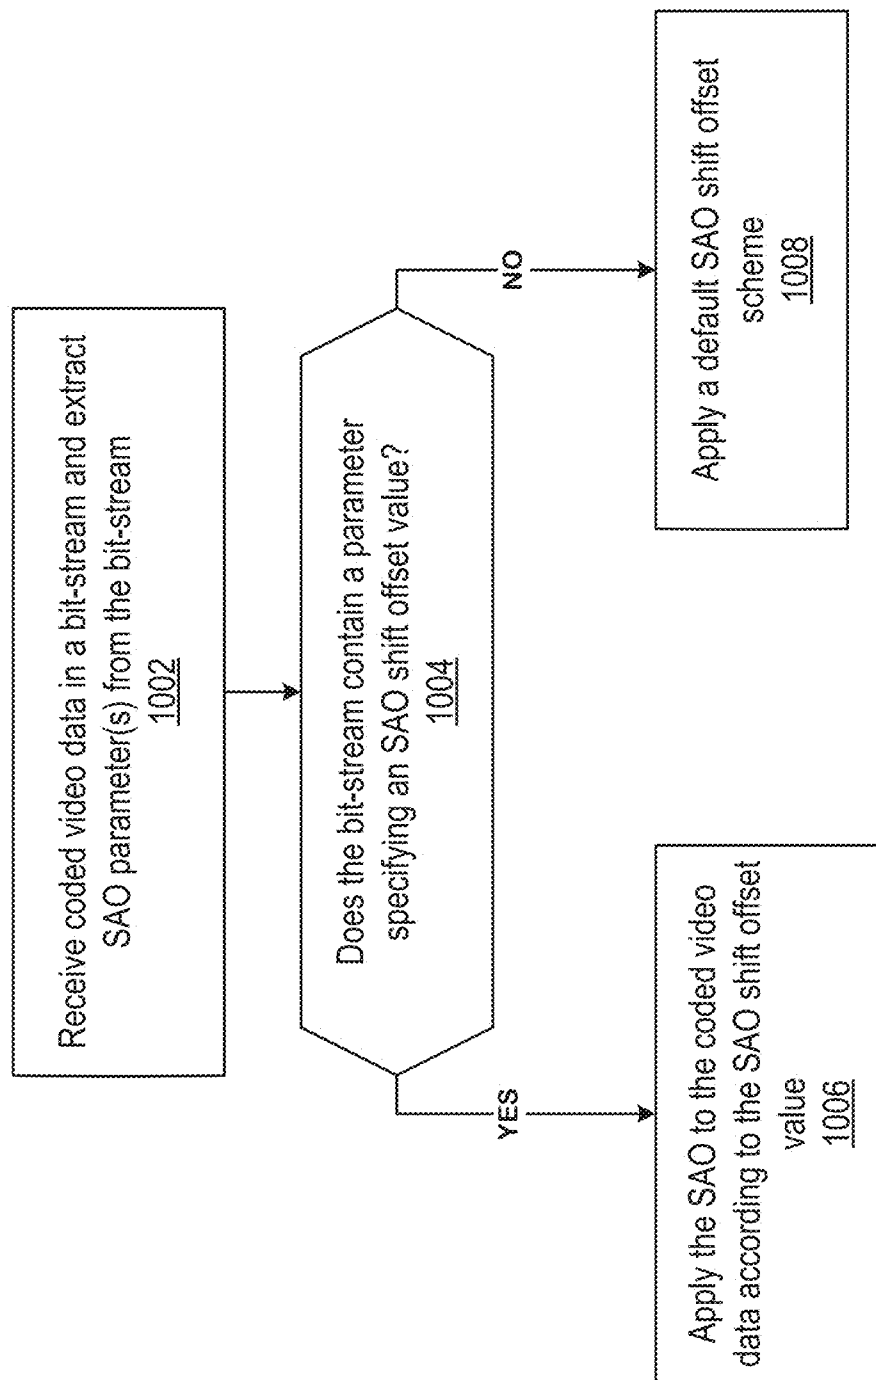 Receive coded video data in a bit-stream and extract
SAO parameter(s) from the bit-stream
1002
Does the bit-stream contain a parameter
specifying an SAO shift offset value?
1004
YES
NO
Apply the SAO to the coded video
data according to the SAO shift offset
value
1006
Apply a default SAO shift offset
scheme
1008